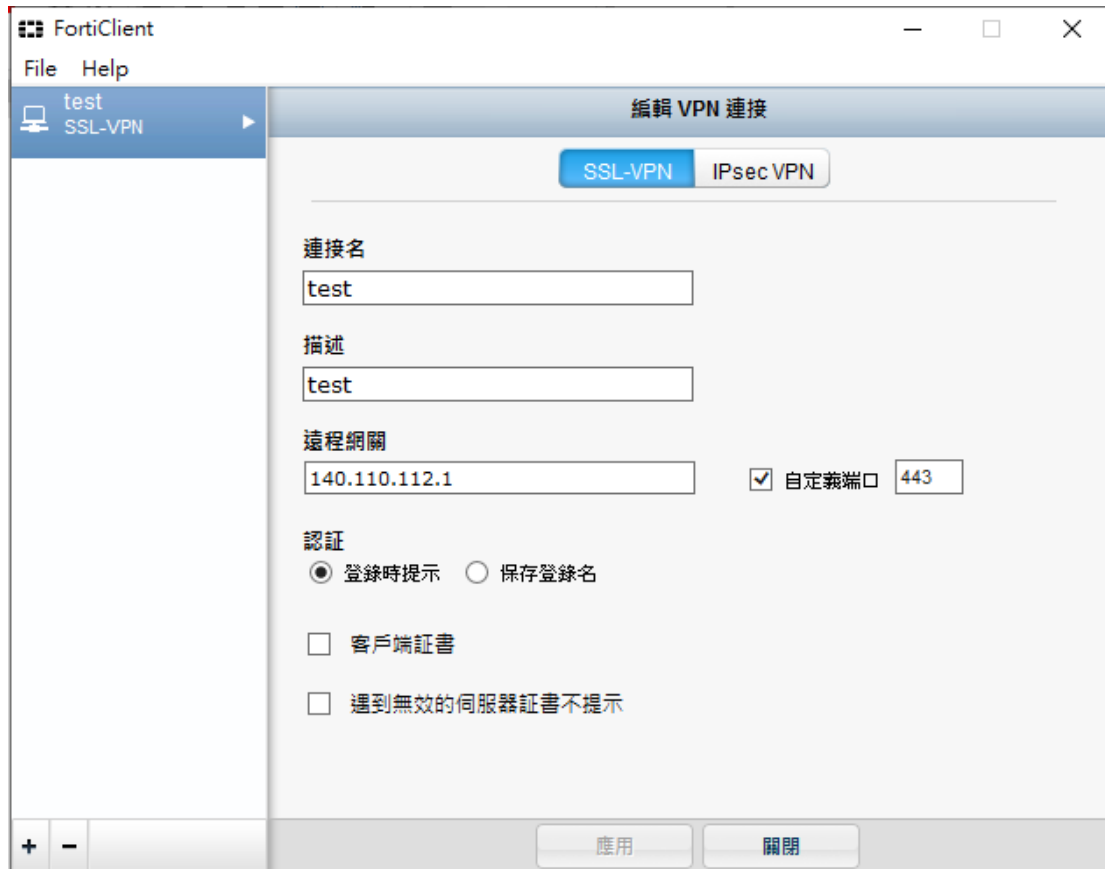 FortiClient
File Help
test
SSL-VPN
編輯 VPN 連接
SSL-VPN IPsec VPN
連接名
test
描述
test
遠程網關
140.110.112.1 自定義端口 443
認証
登錄時提示 保存登錄名
客戶端証書
遇到無效的伺服器証書不提示
+ −
應用 關閉